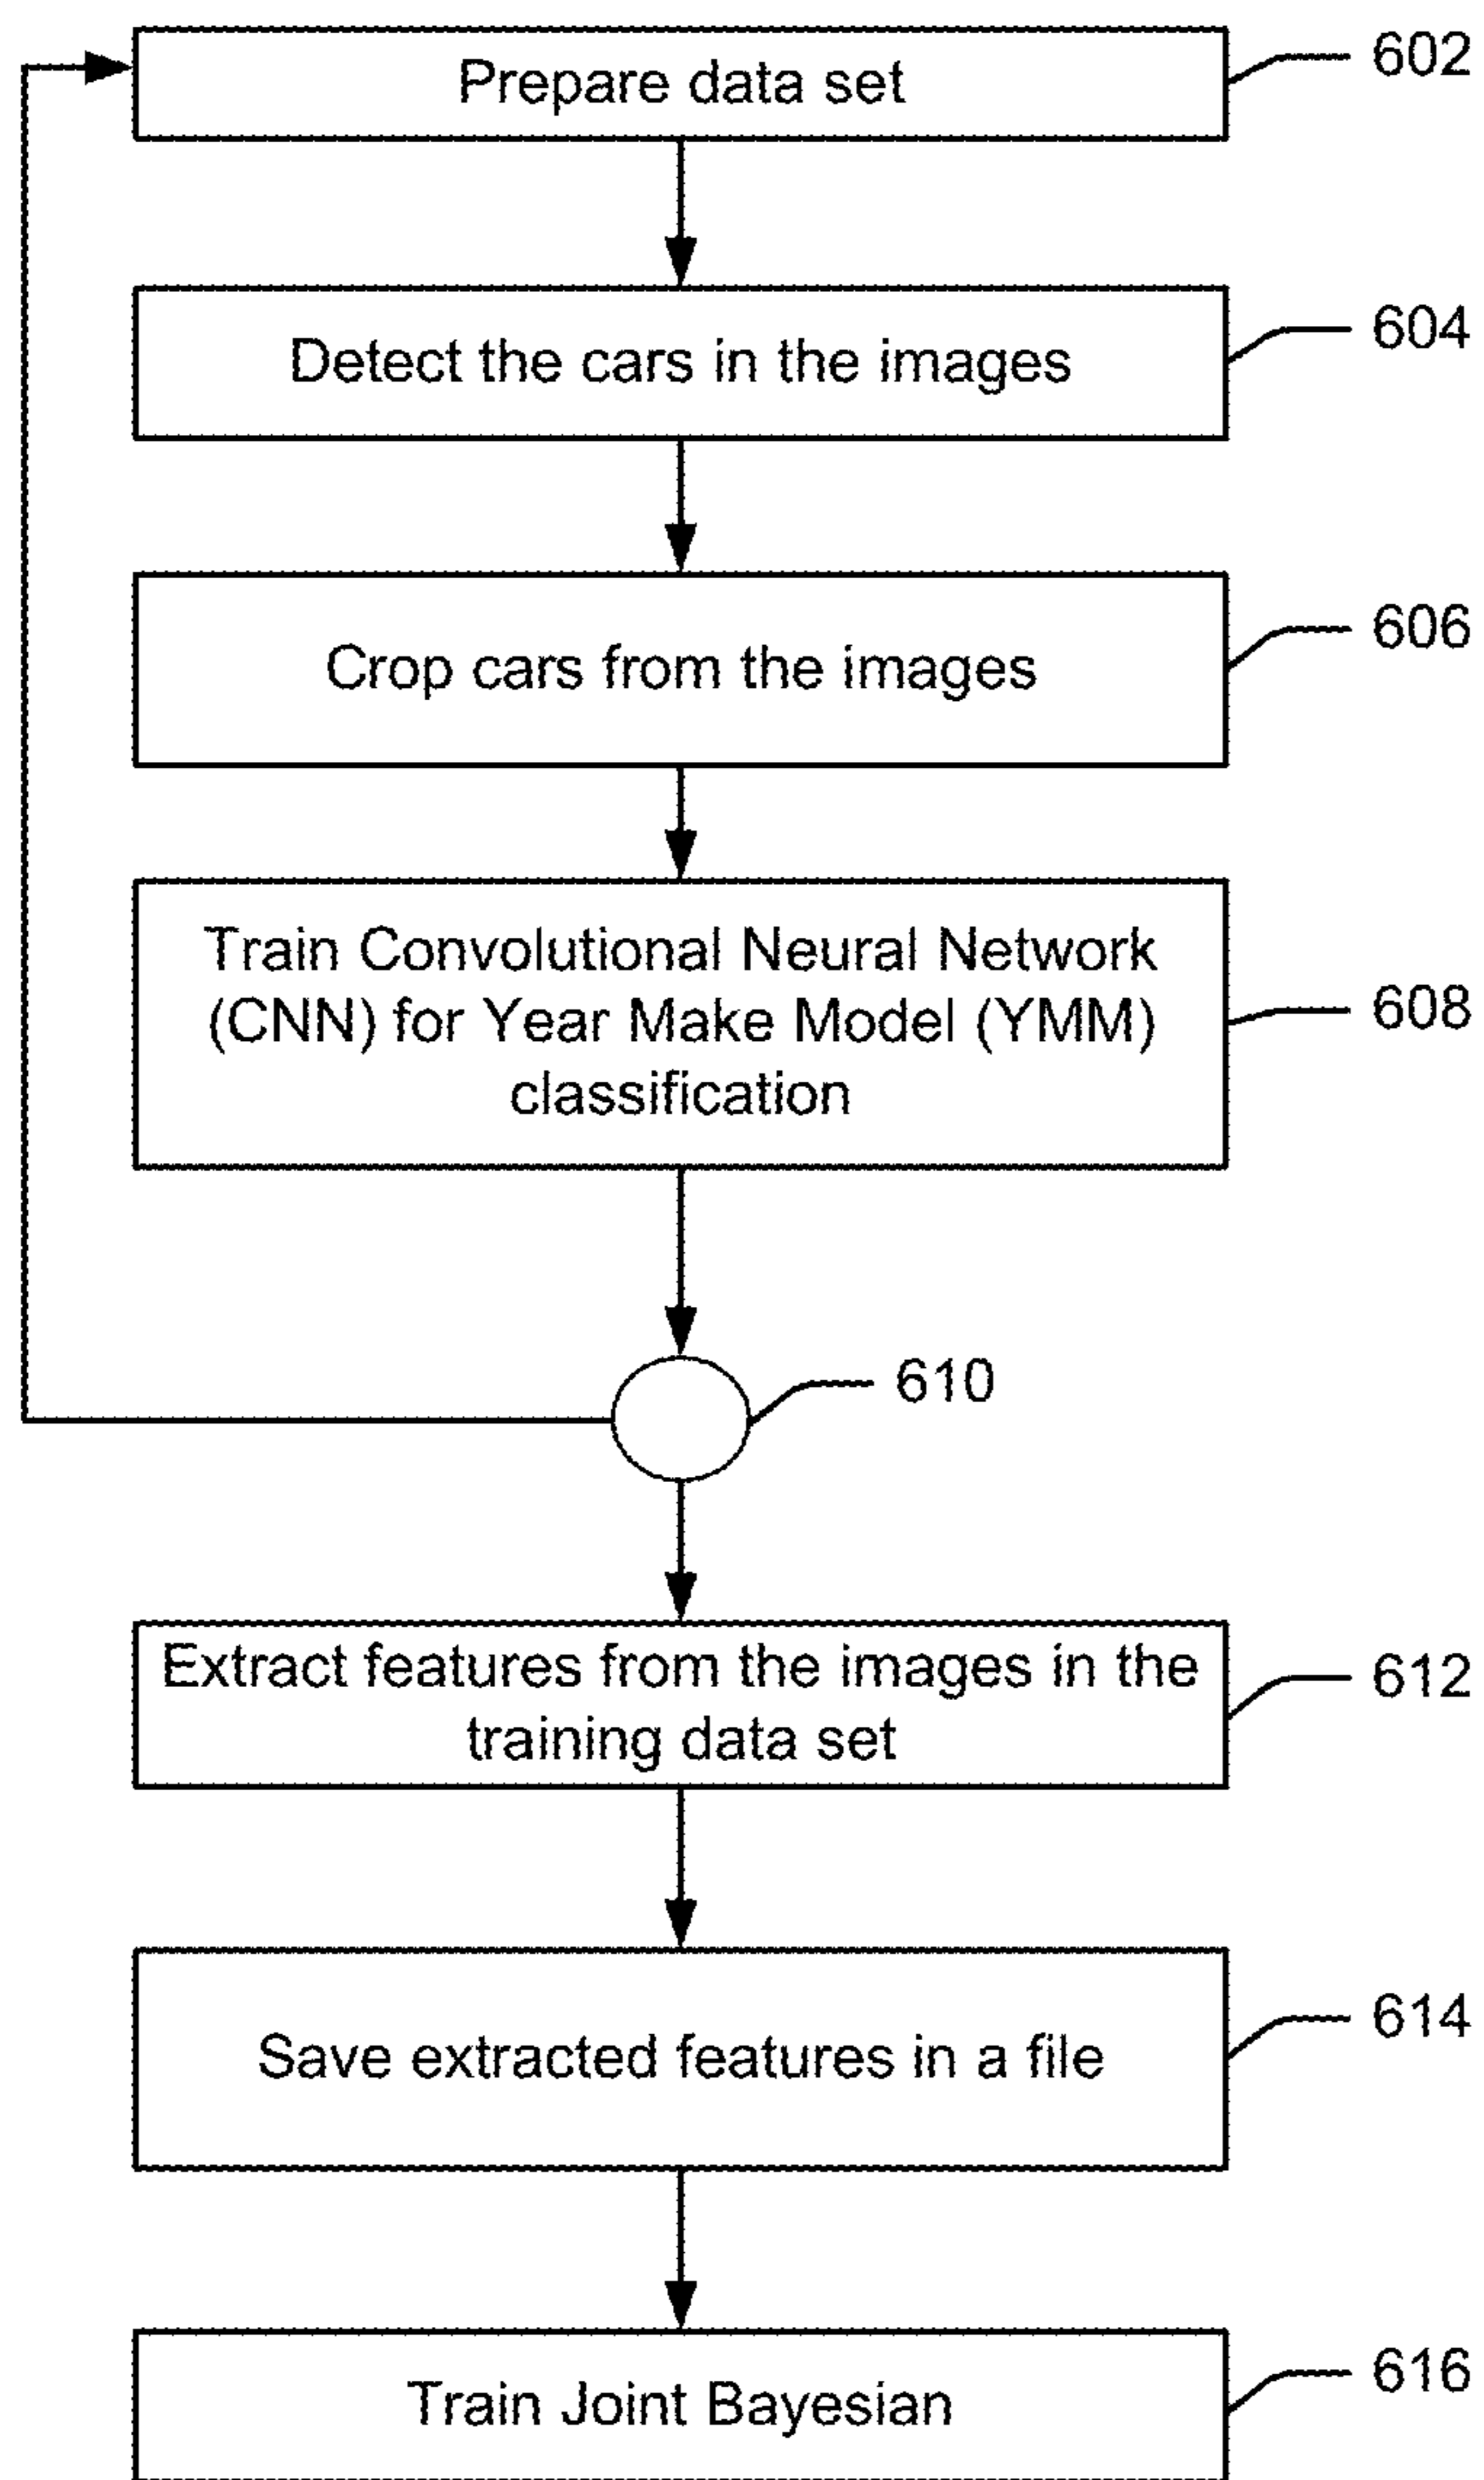 Prepare data set
602
Detect the cars in the images
604
Crop cars from the images
606
Train Convolutional Neural Network
(CNN) for Year Make Model (YMM)
classification
608
610
Extract features from the images in the
training data set
612
Save extracted features in a file
614
Train Joint Bayesian
616